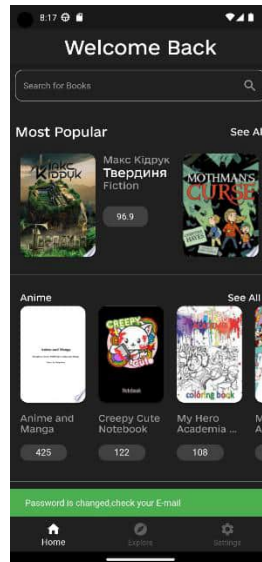 8:17
Welcome Back
Search for Books
Most Popular
See Al
МАКС
КІДРУК
Макс Кідрук
Твердиня
Fiction
96.9
MOTHMAN'S
CURSE
Anime
See All
Anime and Manga
CREEPY
CUTE
Notebook
coloring book
Anime and
Manga
425
Creepy Cute
Notebook
122
My Hero
Academia ...
108
M
A
Password is changed,check your E-mail
Home
Explore
Settings